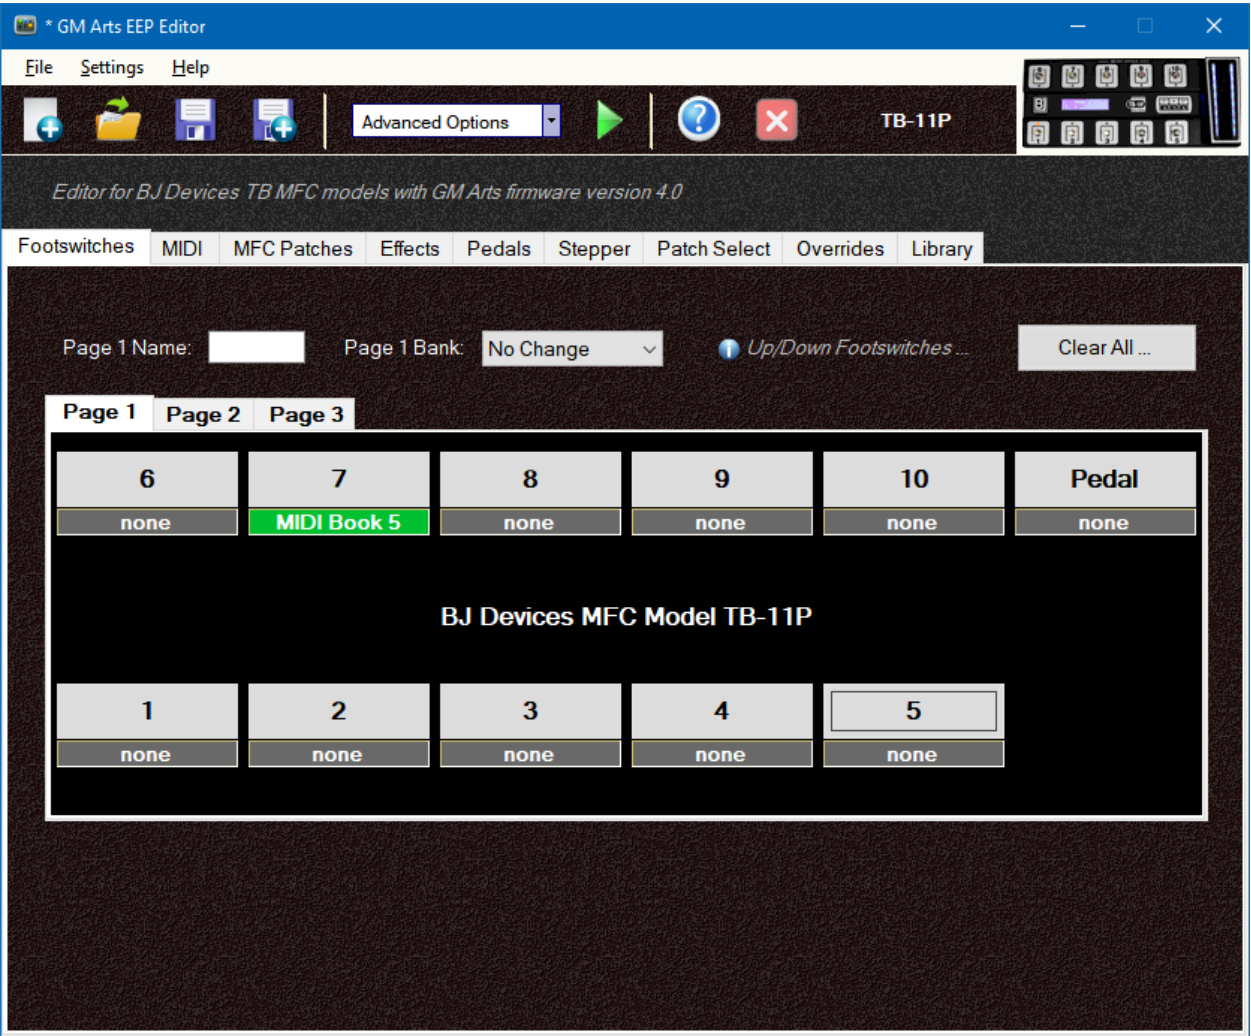 * GM Arts EEP Editor
File Settings Help
Advanced Options
TB-11P
BJ
Editor for BJ Devices TB MFC models with GM Arts firmware version 4.0
Footswitches MIDI MFC Patches Effects Pedals Stepper Patch Select Overrides Library
Page 1 Name: Page 1 Bank: No Change Up/Down Footswitches ... Clear All ...
Page 1 Page 2 Page 3
6 7 8 9 10 Pedal
none MIDI Book 5 none none none none
BJ Devices MFC Model TB-11P
1 2 3 4 5
none none none none none